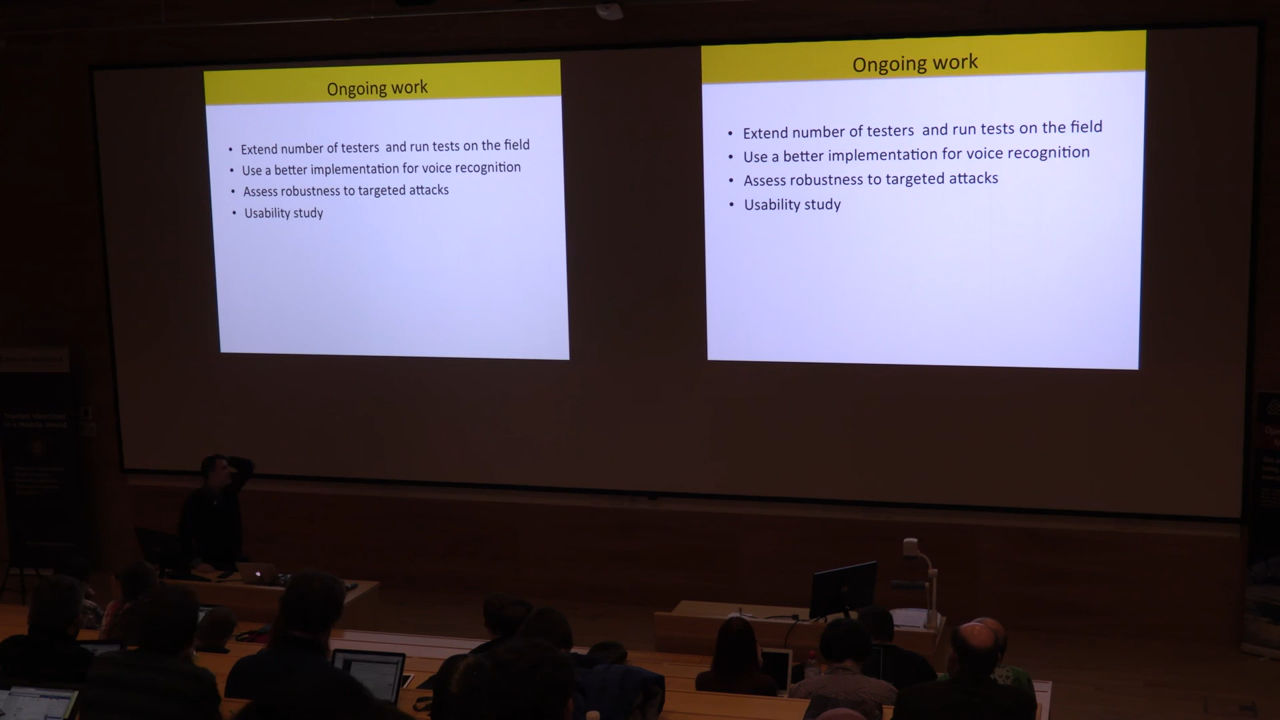 Ongoing work
• Extend number of testers and run tests on the field
• Use a better implementation for voice recognition
• Assess robustness to targeted attacks
• Usability study
Ongoing work
• Extend number of testers and run tests on the field
• Use a better implementation for voice recognition
• Assess robustness to targeted attacks
• Usability study